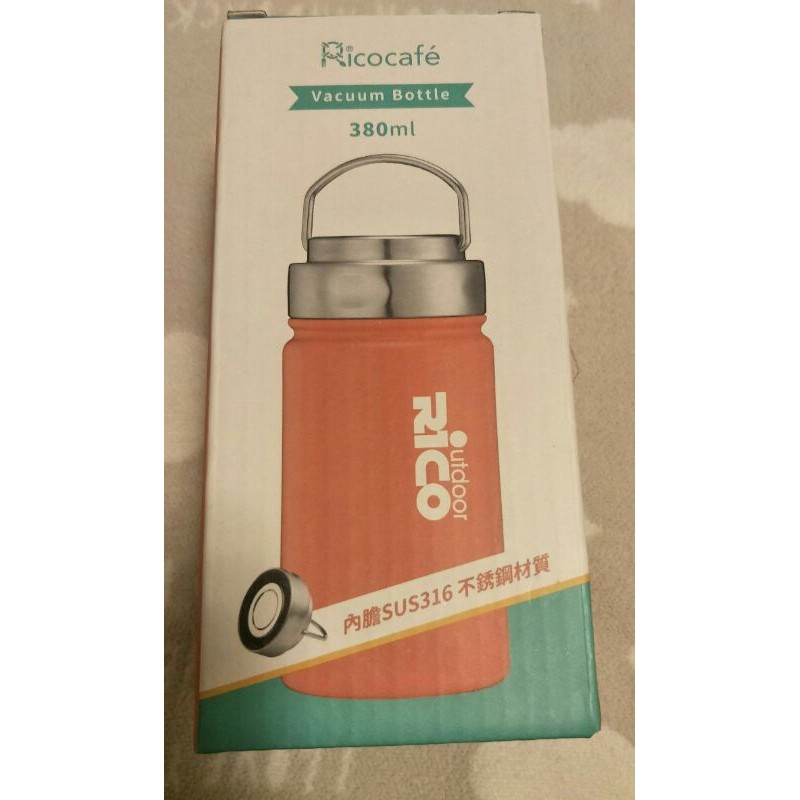 Ricocafé
Vacuum Bottle
380ml
RICO
outdoor
內膽SUS316 不銹鋼材質